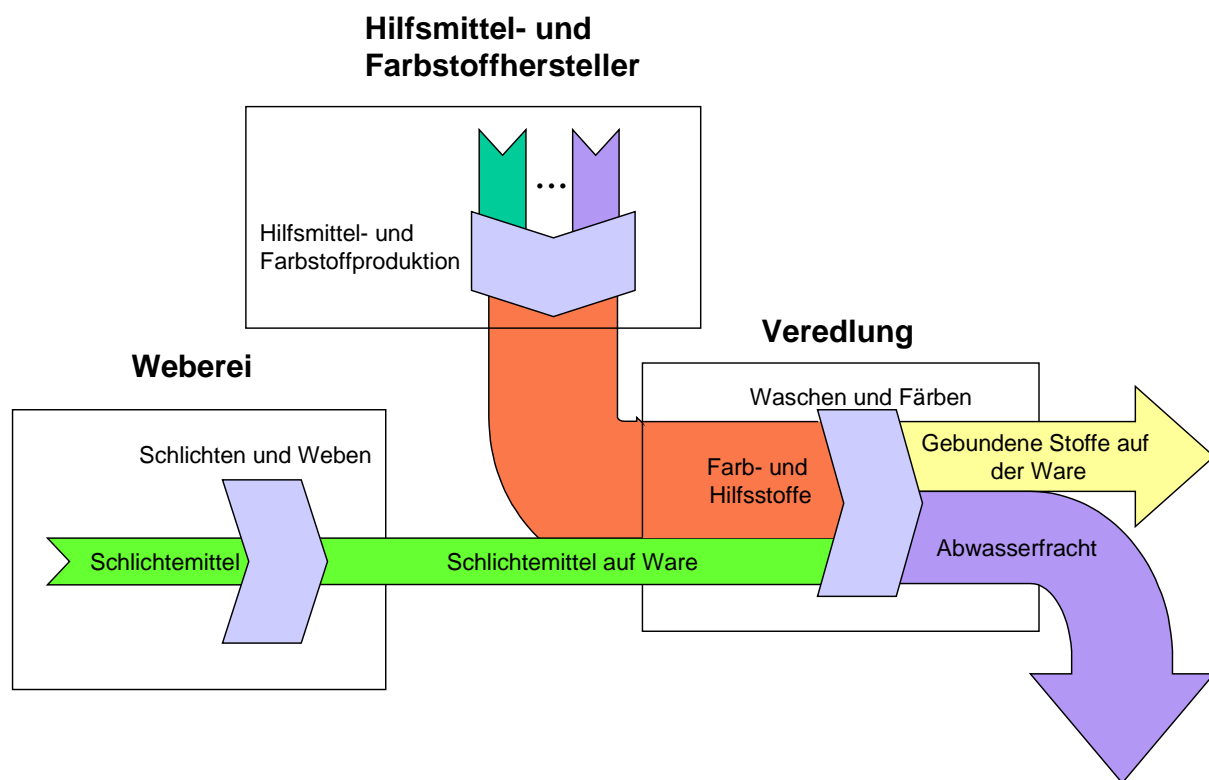 Hilfsmittel- und
Farbstoffhersteller
...
Hilfsmittel- und
Farbstoffproduktion
Veredlung
Weberei
Waschen und Färben
Schlichten und Weben
Gebundene Stoffe auf
der Ware
Farb- und
Hilfsstoffe
Schlichtemittel
Schlichtemittel auf Ware
Abwasserfracht